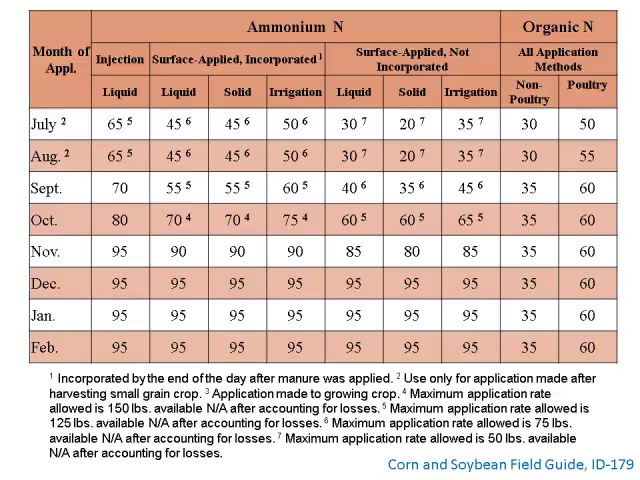 Month of Appl. Ammonium N Organic N
Injection Surface-Applied, Incorporated ¹ Surface-Applied, Not Incorporated All Application Methods
Liquid Liquid Solid Irrigation Liquid Solid Irrigation Non-Poultry Poultry
July ² 65 ⁵ 45 ⁶ 45 ⁶ 50 ⁶ 30 ⁷ 20 ⁷ 35 ⁷ 30 50
Aug. ² 65 ⁵ 45 ⁶ 45 ⁶ 50 ⁶ 30 ⁷ 20 ⁷ 35 ⁷ 30 55
Sept. 70 55 ⁵ 55 ⁵ 60 ⁵ 40 ⁶ 35 ⁶ 45 ⁶ 35 60
Oct. 80 70 ⁴ 70 ⁴ 75 ⁴ 60 ⁵ 60 ⁵ 65 ⁵ 35 60
Nov. 95 90 90 90 85 80 85 35 60
Dec. 95 95 95 95 95 95 95 35 60
Jan. 95 95 95 95 95 95 95 35 60
Feb. 95 95 95 95 95 95 95 35 60
¹ Incorporated by the end of the day after manure was applied. ² Use only for application made after
harvesting small grain crop. ³ Application made to growing crop. ⁴ Maximum application rate
allowed is 150 lbs. available N/A after accounting for losses. ⁵ Maximum application rate allowed is
125 lbs. available N/A after accounting for losses. ⁶ Maximum application rate allowed is 75 lbs.
available N/A after accounting for losses. ⁷ Maximum application rate allowed is 50 lbs. available
N/A after accounting for losses.
Corn and Soybean Field Guide, ID-179